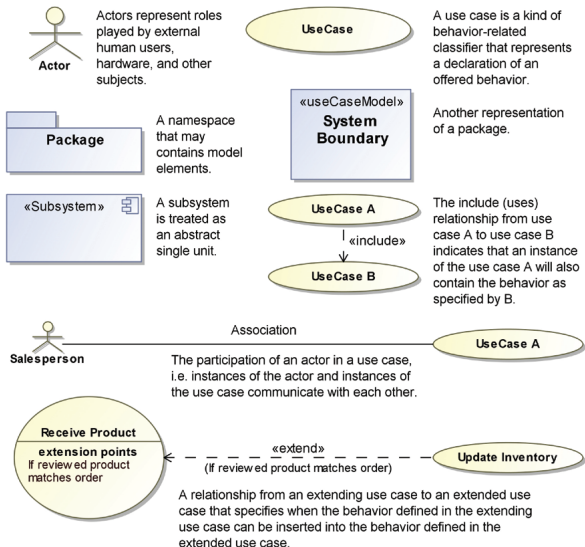 Actor
Actors represent roles
played by external
human users,
hardware, and other
subjects.
UseCase
A use case is a kind of
behavior-related
classifier that represents
a declaration of an
offered behavior.
Package
A namespace
that may
contains model
elements.
«useCaseModel»
System
Boundary
Another representation
of a package.
«Subsystem»
A subsystem
is treated as
an abstract
single unit.
UseCase A
«include»
UseCase B
The include (uses)
relationship from use
case A to use case B
indicates that an instance
of the use case A will also
contain the behavior as
specified by B.
Salesperson
Association
UseCase A
The participation of an actor in a use case,
i.e. instances of the actor and instances of
the use case communicate with each other.
Receive Product
extension points
If reviewed product
matches order
«extend»
(If reviewed product matches order)
Update Inventory
A relationship from an extending use case to an extended use
case that specifies when the behavior defined in the extending
use case can be inserted into the behavior defined in the
extended use case.